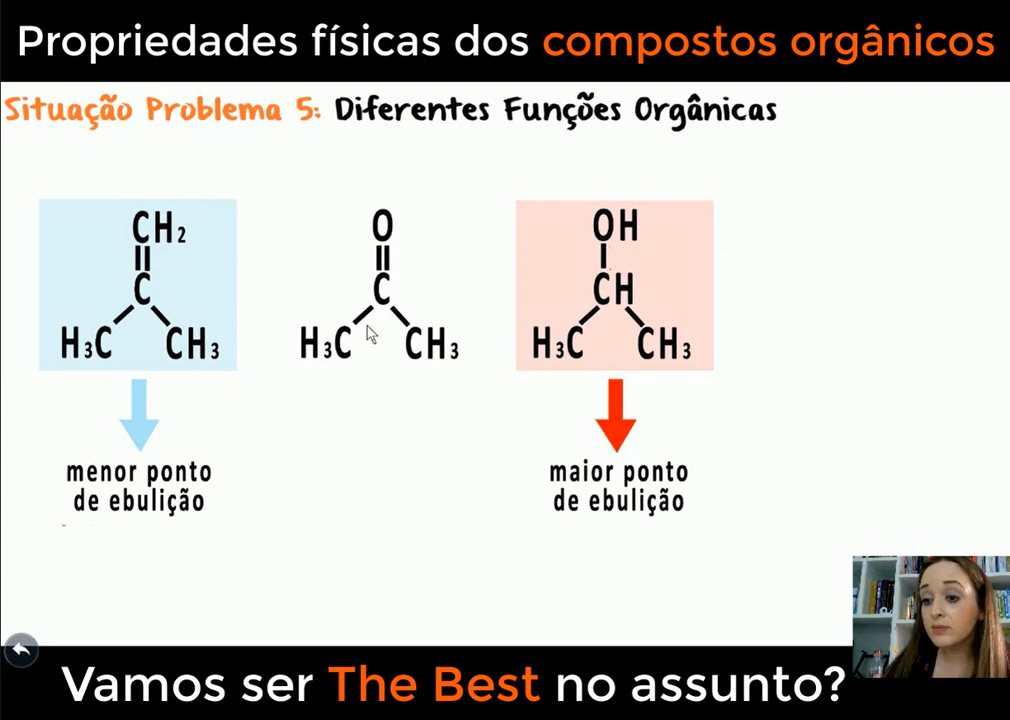 Propriedades físicas dos compostos orgânicos
Situação Problema 5: Diferentes Funções Orgânicas
CH2
C
H3C CH3
O
C
H3C CH3
OH
CH
H3C CH3
menor ponto
de ebulição
maior ponto
de ebulição
Vamos ser The Best no assunto?